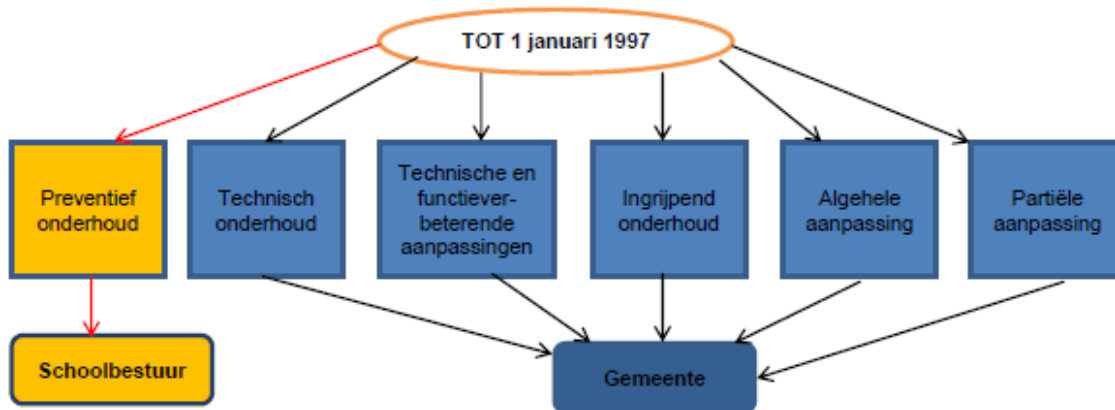 TOT 1 januari 1997
Preventief
onderhoud
Technisch
onderhoud
Technische en
functiever-
beterende
aanpassingen
Ingrijpend
onderhoud
Algehele
aanpassing
Partiële
aanpassing
Schoolbestuur
Gemeente